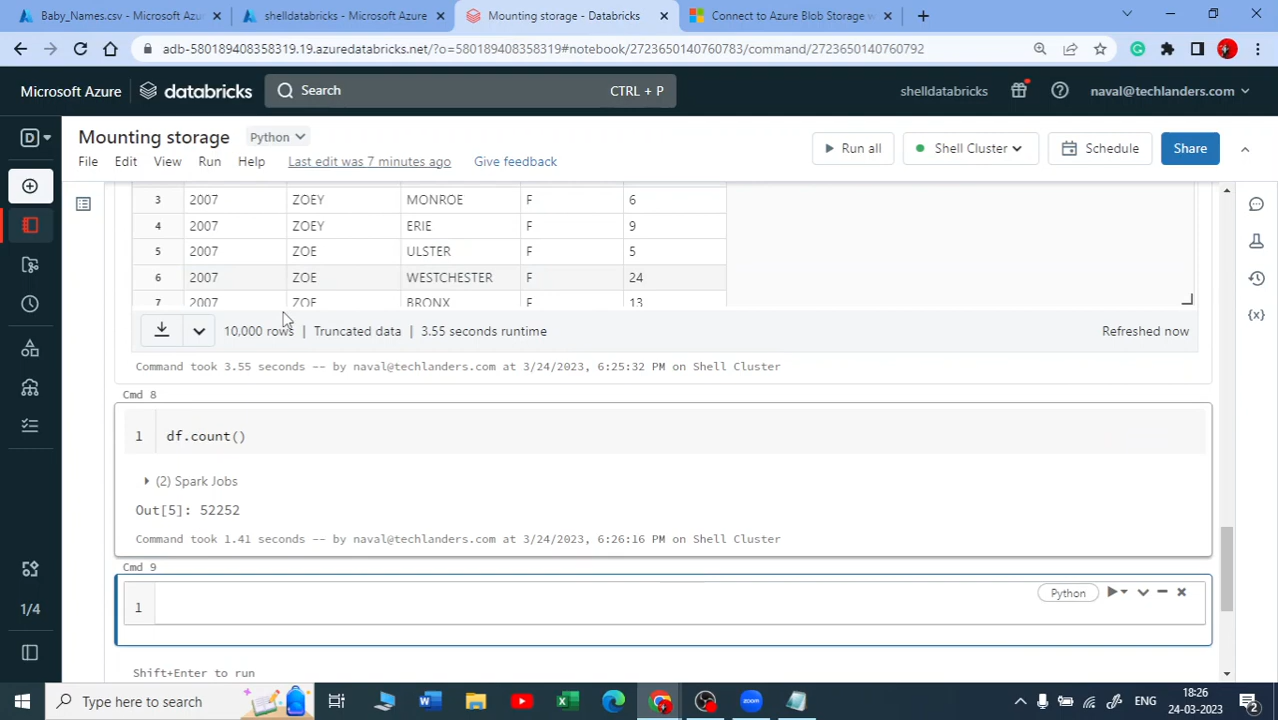 Baby_Names.csv - Microsoft Az
shelldatabricks - Microsoft Azure
Mounting storage - Databricks
Connect to Azure Blob Storage w
adb-580189408358319.19.azuredatabricks.net/?o=580189408358319#notebook/2723650140760783/command/2723650140760792
Microsoft Azure
databricks
Search
CTRL + P
shelldatabricks
naval@techlanders.com
D
Mounting storage
Python
File
Edit
View
Run
Help
Last edit was 7 minutes ago
Give feedback
Run all
Shell Cluster
Schedule
Share
3 2007 ZOEY MONROE F 6
4 2007 ZOEY ERIE F 9
5 2007 ZOE ULSTER F 5
6 2007 ZOE WESTCHESTER F 24
7 2007 ZOE BRONX F 13
10,000 rows | Truncated data | 3.55 seconds runtime
Refreshed now
Command took 3.55 seconds -- by naval@techlanders.com at 3/24/2023, 6:25:32 PM on Shell Cluster
Cmd 8
1 df.count()
(2) Spark Jobs
Out[5]: 52252
Command took 1.41 seconds -- by naval@techlanders.com at 3/24/2023, 6:26:16 PM on Shell Cluster
Cmd 9
Python
1
1/4
Shift+Enter to run
Type here to search
zoom
ENG
18:26
24-03-2023
2